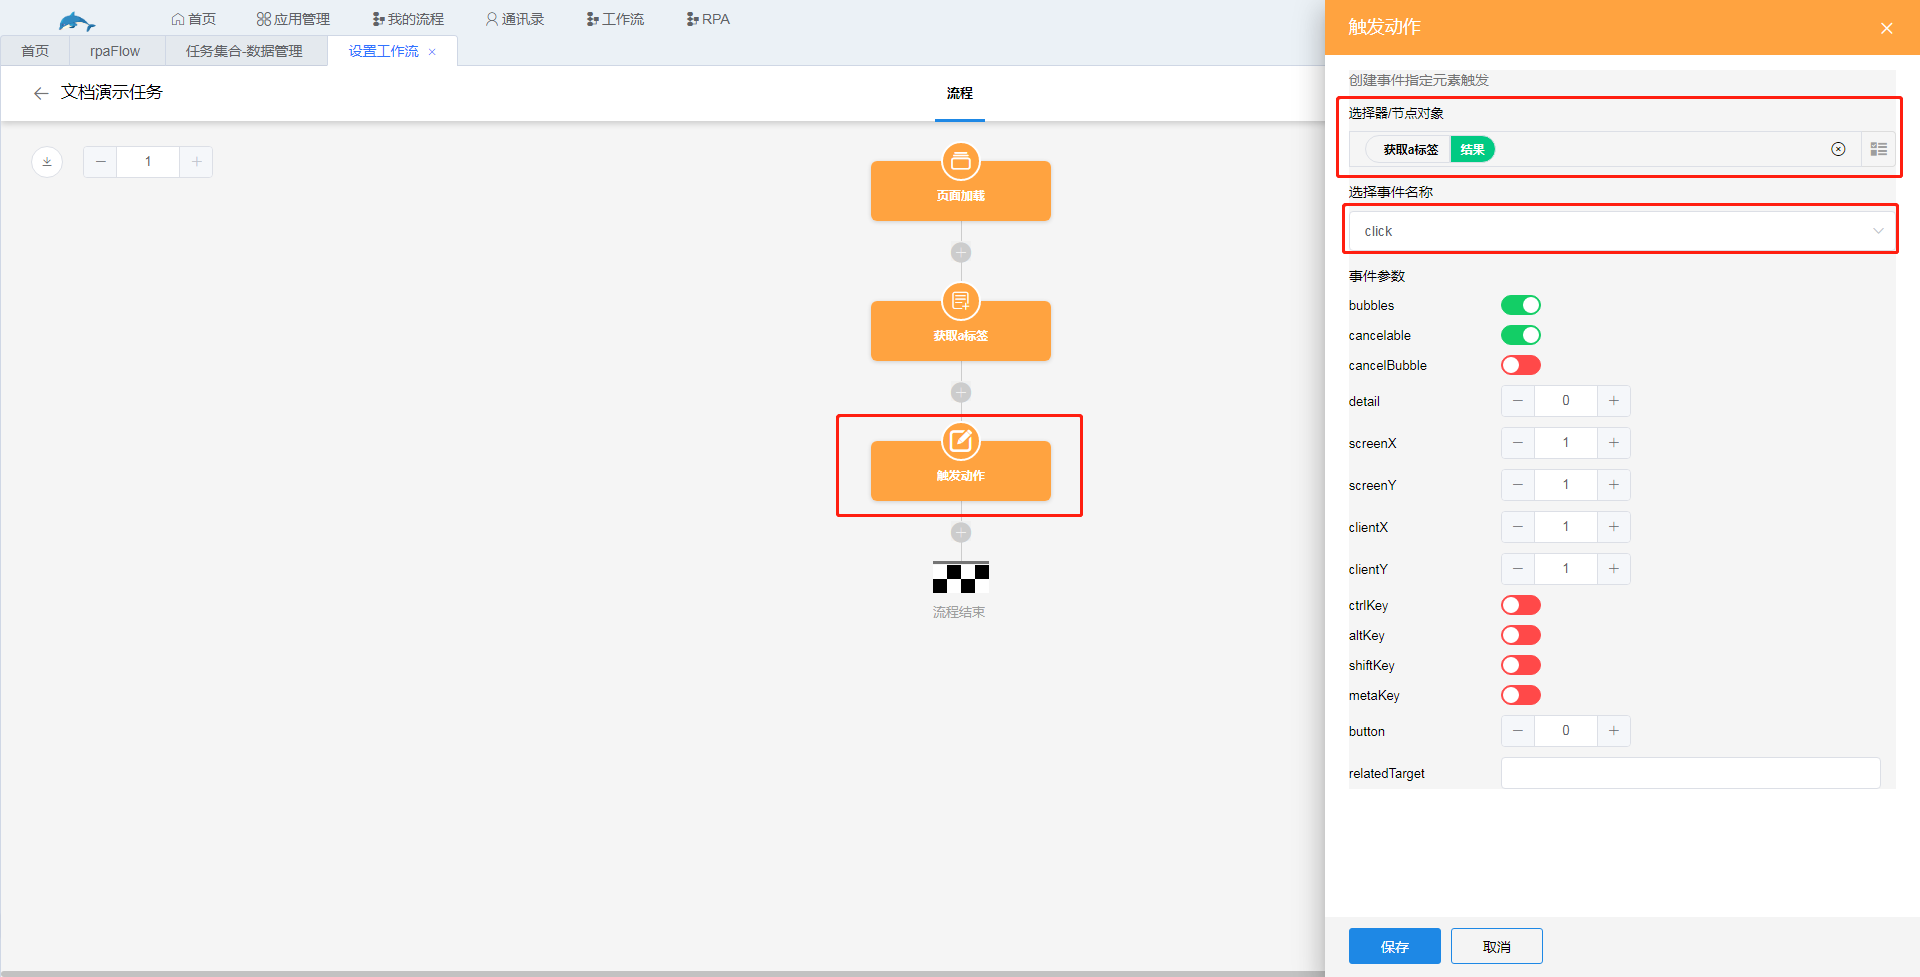 首页 应用管理 我的流程 通讯录 工作流 RPA
首页 rpaFlow 任务集合-数据管理 设置工作流
文档演示任务
流程
1
页面加载
获取a标签
触发动作
流程结束
触发动作
创建事件指定元素触发
选择器/节点对象
获取a标签 结果
选择事件名称
click
事件参数
bubbles
cancelable
cancelBubble
detail 0
screenX 1
screenY 1
clientX 1
clientY 1
ctrlKey
altKey
shiftKey
metaKey
button 0
relatedTarget
保存 取消